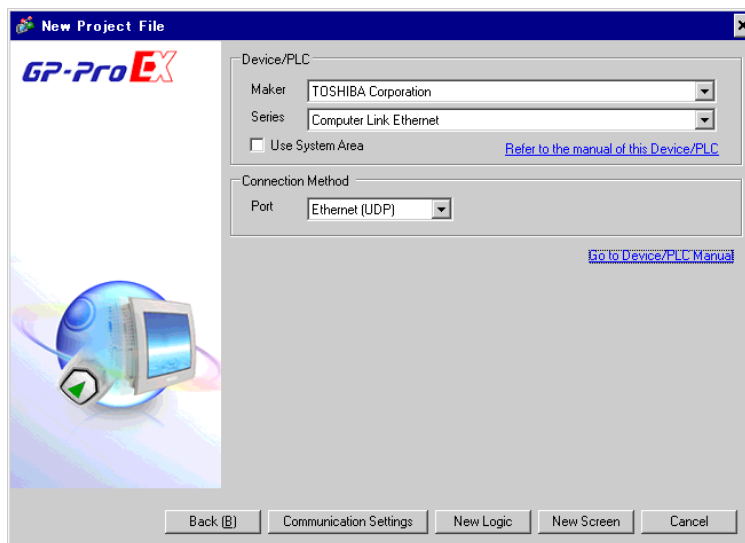 New Project File
GP-Pro EX
Device/PLC
Maker TOSHIBA Corporation
Series Computer Link Ethernet
Use System Area Refer to the manual of this Device/PLC
Connection Method
Port Ethernet (UDP)
Go to Device/PLC Manual
Back (B) Communication Settings New Logic New Screen Cancel